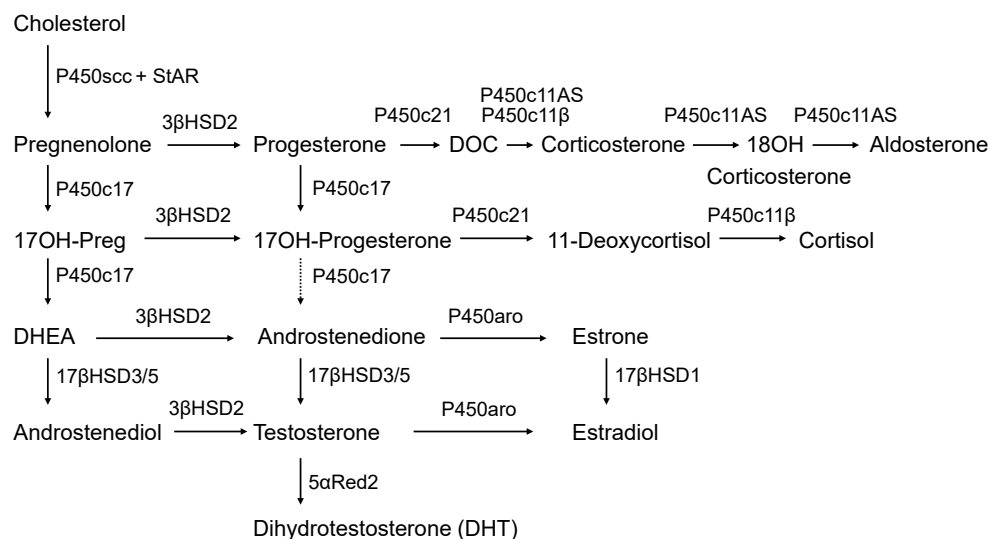 Cholesterol
P450scc + StAR
P450c11AS
3βHSD2 P450c21 P450c11β P450c11AS P450c11AS
Pregnenolone Progesterone DOC Corticosterone 18OH Aldosterone
Corticosterone
P450c17 P450c17
3βHSD2 P450c21 P450c11β
17OH-Preg 17OH-Progesterone 11-Deoxycortisol Cortisol
P450c17 P450c17
3βHSD2 P450aro
DHEA Androstenedione Estrone
17βHSD3/5 17βHSD3/5 17βHSD1
3βHSD2 P450aro
Androstenediol Testosterone Estradiol
5αRed2
Dihydrotestosterone (DHT)